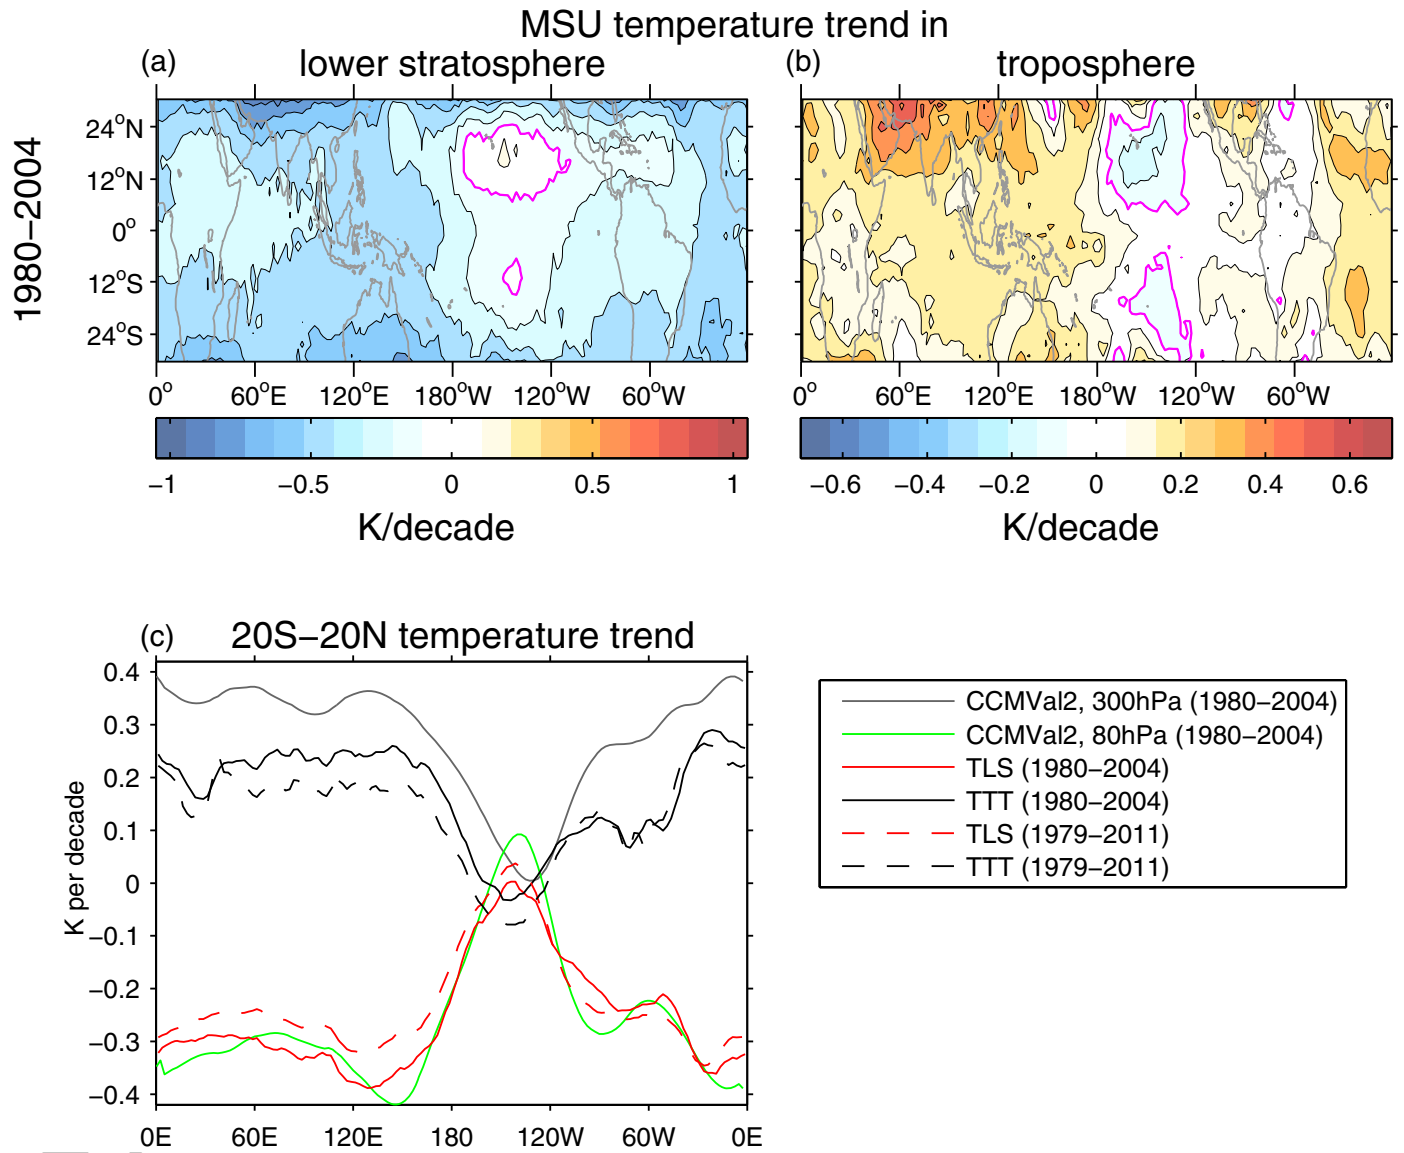 MSU temperature trend in
(a) lower stratosphere
(b) troposphere
1980−2004
24°N
12°N
0°
12°S
24°S
0° 60°E 120°E 180°W 120°W 60°W
−1 −0.5 0 0.5 1
K/decade
24°N
12°N
0°
12°S
24°S
0° 60°E 120°E 180°W 120°W 60°W
−0.6 −0.4 −0.2 0 0.2 0.4 0.6
K/decade
(c) 20S−20N temperature trend
K per decade
0.4
0.3
0.2
0.1
0
−0.1
−0.2
−0.3
−0.4
0E 60E 120E 180 120W 60W 0E
CCMVal2, 300hPa (1980−2004)
CCMVal2, 80hPa (1980−2004)
TLS (1980−2004)
TTT (1980−2004)
TLS (1979−2011)
TTT (1979−2011)